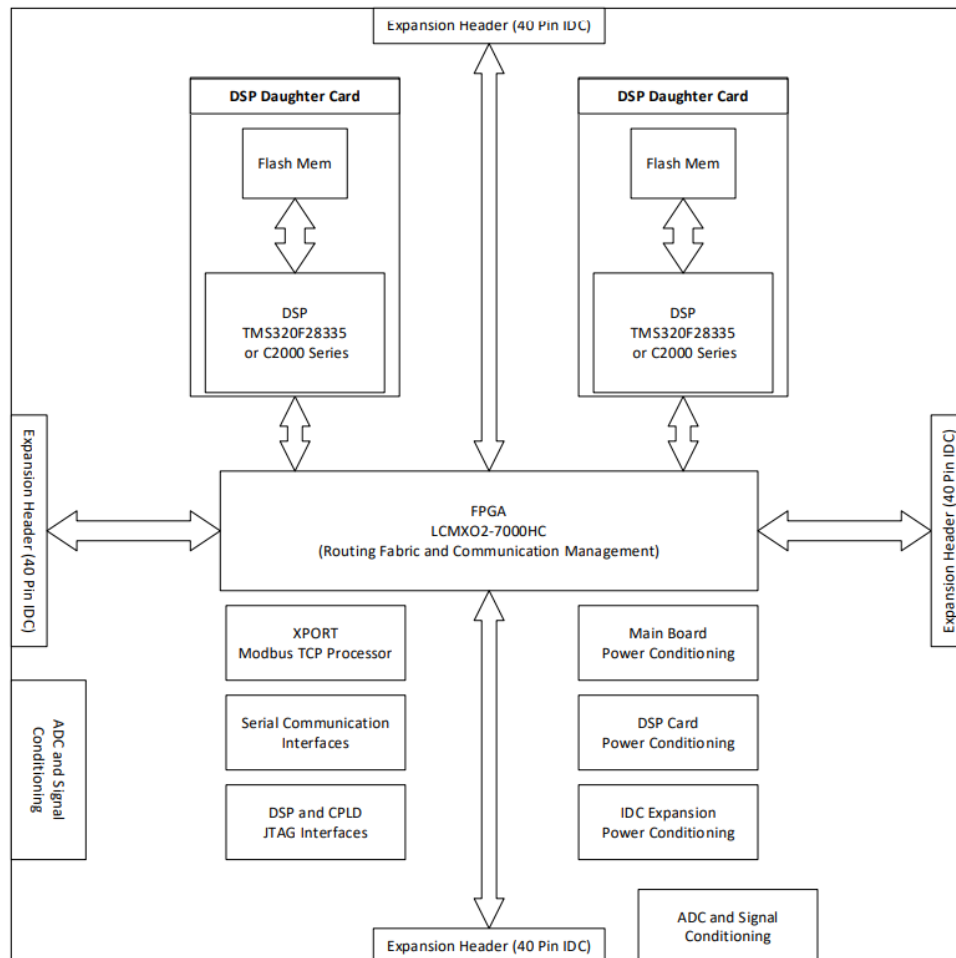 Expansion Header (40 Pin IDC)
DSP Daughter Card
Flash Mem
DSP
TMS320F28335
or C2000 Series
DSP Daughter Card
Flash Mem
DSP
TMS320F28335
or C2000 Series
Expansion Header (40 Pin IDC)
FPGA
LCMXO2-7000HC
(Routing Fabric and Communication Management)
Expansion Header (40 Pin IDC)
XPORT
Modbus TCP Processor
Main Board
Power Conditioning
ADC and Signal
Conditioning
Serial Communication
Interfaces
DSP Card
Power Conditioning
DSP and CPLD
JTAG Interfaces
IDC Expansion
Power Conditioning
Expansion Header (40 Pin IDC)
ADC and Signal
Conditioning